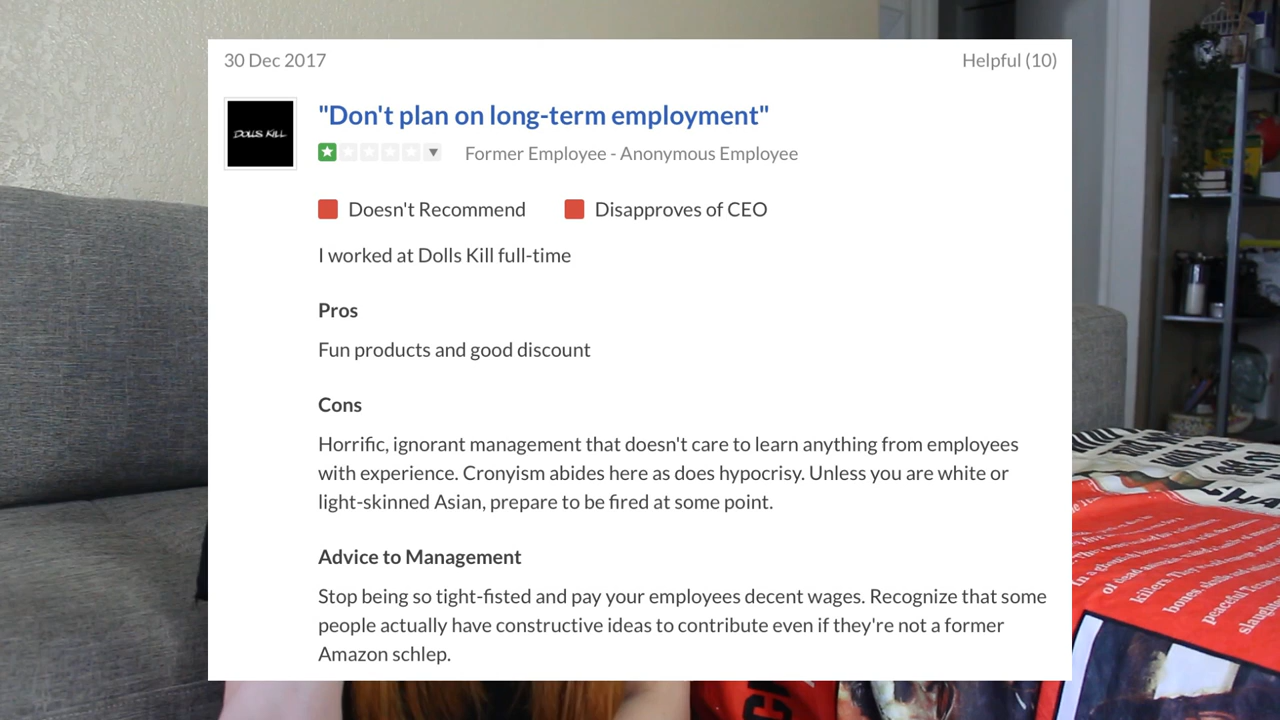 30 Dec 2017
Helpful (10)
"Don't plan on long-term employment"
DOLLS KILL
Former Employee - Anonymous Employee
Doesn't Recommend
Disapproves of CEO
I worked at Dolls Kill full-time
Pros
Fun products and good discount
Cons
Horrific, ignorant management that doesn't care to learn anything from employees
with experience. Cronyism abides here as does hypocrisy. Unless you are white or
light-skinned Asian, prepare to be fired at some point.
Advice to Management
Stop being so tight-fisted and pay your employees decent wages. Recognize that some
people actually have constructive ideas to contribute even if they're not a former
Amazon schlep.
killers
bones,
peaceful